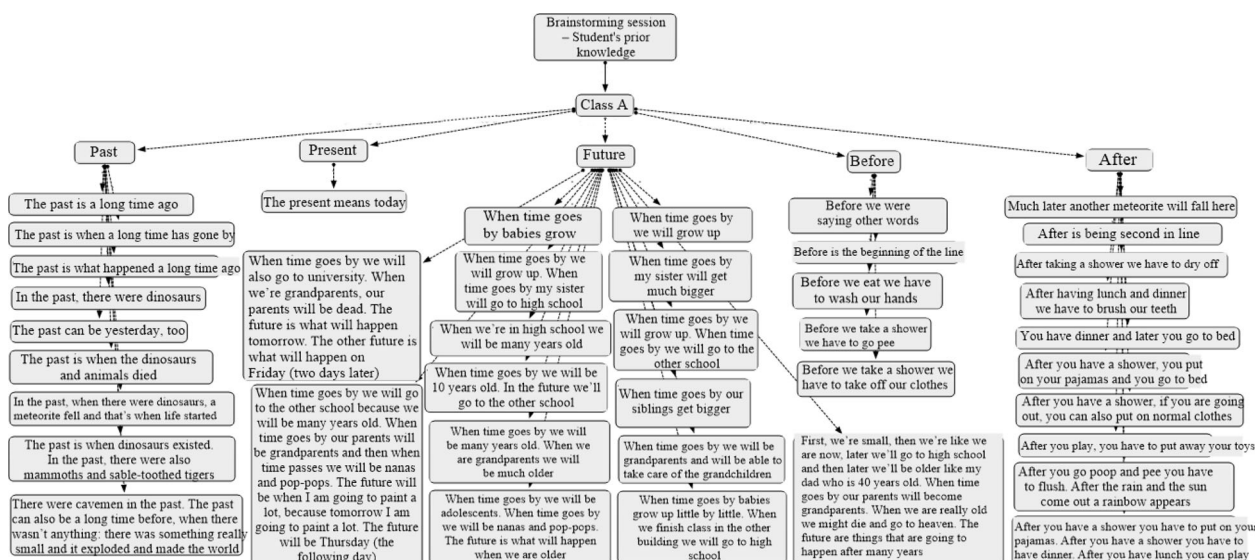 Brainstorming session
– Student's prior
knowledge
Class A
Past
Present
Future
Before
After
The past is a long time ago
The past is when a long time has gone by
The past is what happened a long time ago
In the past, there were dinosaurs
The past can be yesterday, too
The past is when the dinosaurs
and animals died
In the past, when there were dinosaurs, a
meteorite fell and that's when life started
The past is when dinosaurs existed.
In the past, there were also
mammoths and sable-toothed tigers
There were cavemen in the past. The past
can also be a long time before, when there
wasn't anything: there was something really
small and it exploded and made the world
The present means today
When time goes by we will
also go to university. When
we're grandparents, our
parents will be dead. The
future is what will happen
tomorrow. The other future is
what will happen on
Friday (two days later)
When time goes by we will go
to the other school because we
will be many years old. When
time goes by our parents will
be grandparents and then when
time passes we will be nanas
and pop-pops. The future will
be when I am going to paint a
lot, because tomorrow I am
going to paint a lot. The future
will be Thursday (the
following day)
When time goes
by babies grow
When time goes by we
will grow up. When
time goes by my sister
will go to high school
When we're in high school we
will be many years old
When time goes by we will be
10 years old. In the future we'll
go to the other school
When time goes by we will
be many years old. When we
are grandparents we will
be much older
When time goes by we will be
adolescents. When time goes by
we will be nanas and pop-pops.
The future is what will happen
when we are older
When time goes by
we will grow up
When time goes by
my sister will get
much bigger
When time goes by we
will grow up. When time
goes by we will go to the
other school
When time goes by our
siblings get bigger
When time goes by we will be
grandparents and will be able to
take care of the grandchildren
When time goes by babies
grow up little by little. When
we finish class in the other
building we will go to high
school
Before we were
saying other words
Before is the beginning of the line
Before we eat we have
to wash our hands
Before we take a shower
we have to go pee
Before we take a shower we
have to take off our clothes
First, we're small, then we're like we
are now, later we'll go to high school
and then later we'll be older like my
dad who is 40 years old. When time
goes by our parents will become
grandparents. When we are really old
we might die and go to heaven. The
future are things that are going to
happen after many years
Much later another meteorite will fall here
After is being second in line
After taking a shower we have to dry off
After having lunch and dinner
we have to brush our teeth
You have dinner and later you go to bed
After you have a shower, you put
on your pajamas and you go to bed
After you have a shower, if you are going
out, you can also put on normal clothes
After you play, you have to put away your toys
After you go poop and pee you have
to flush. After the rain and the sun
come out a rainbow appears
After you have a shower you have to put on your
pajamas. After you have a shower you have to
have dinner. After you have lunch you can play